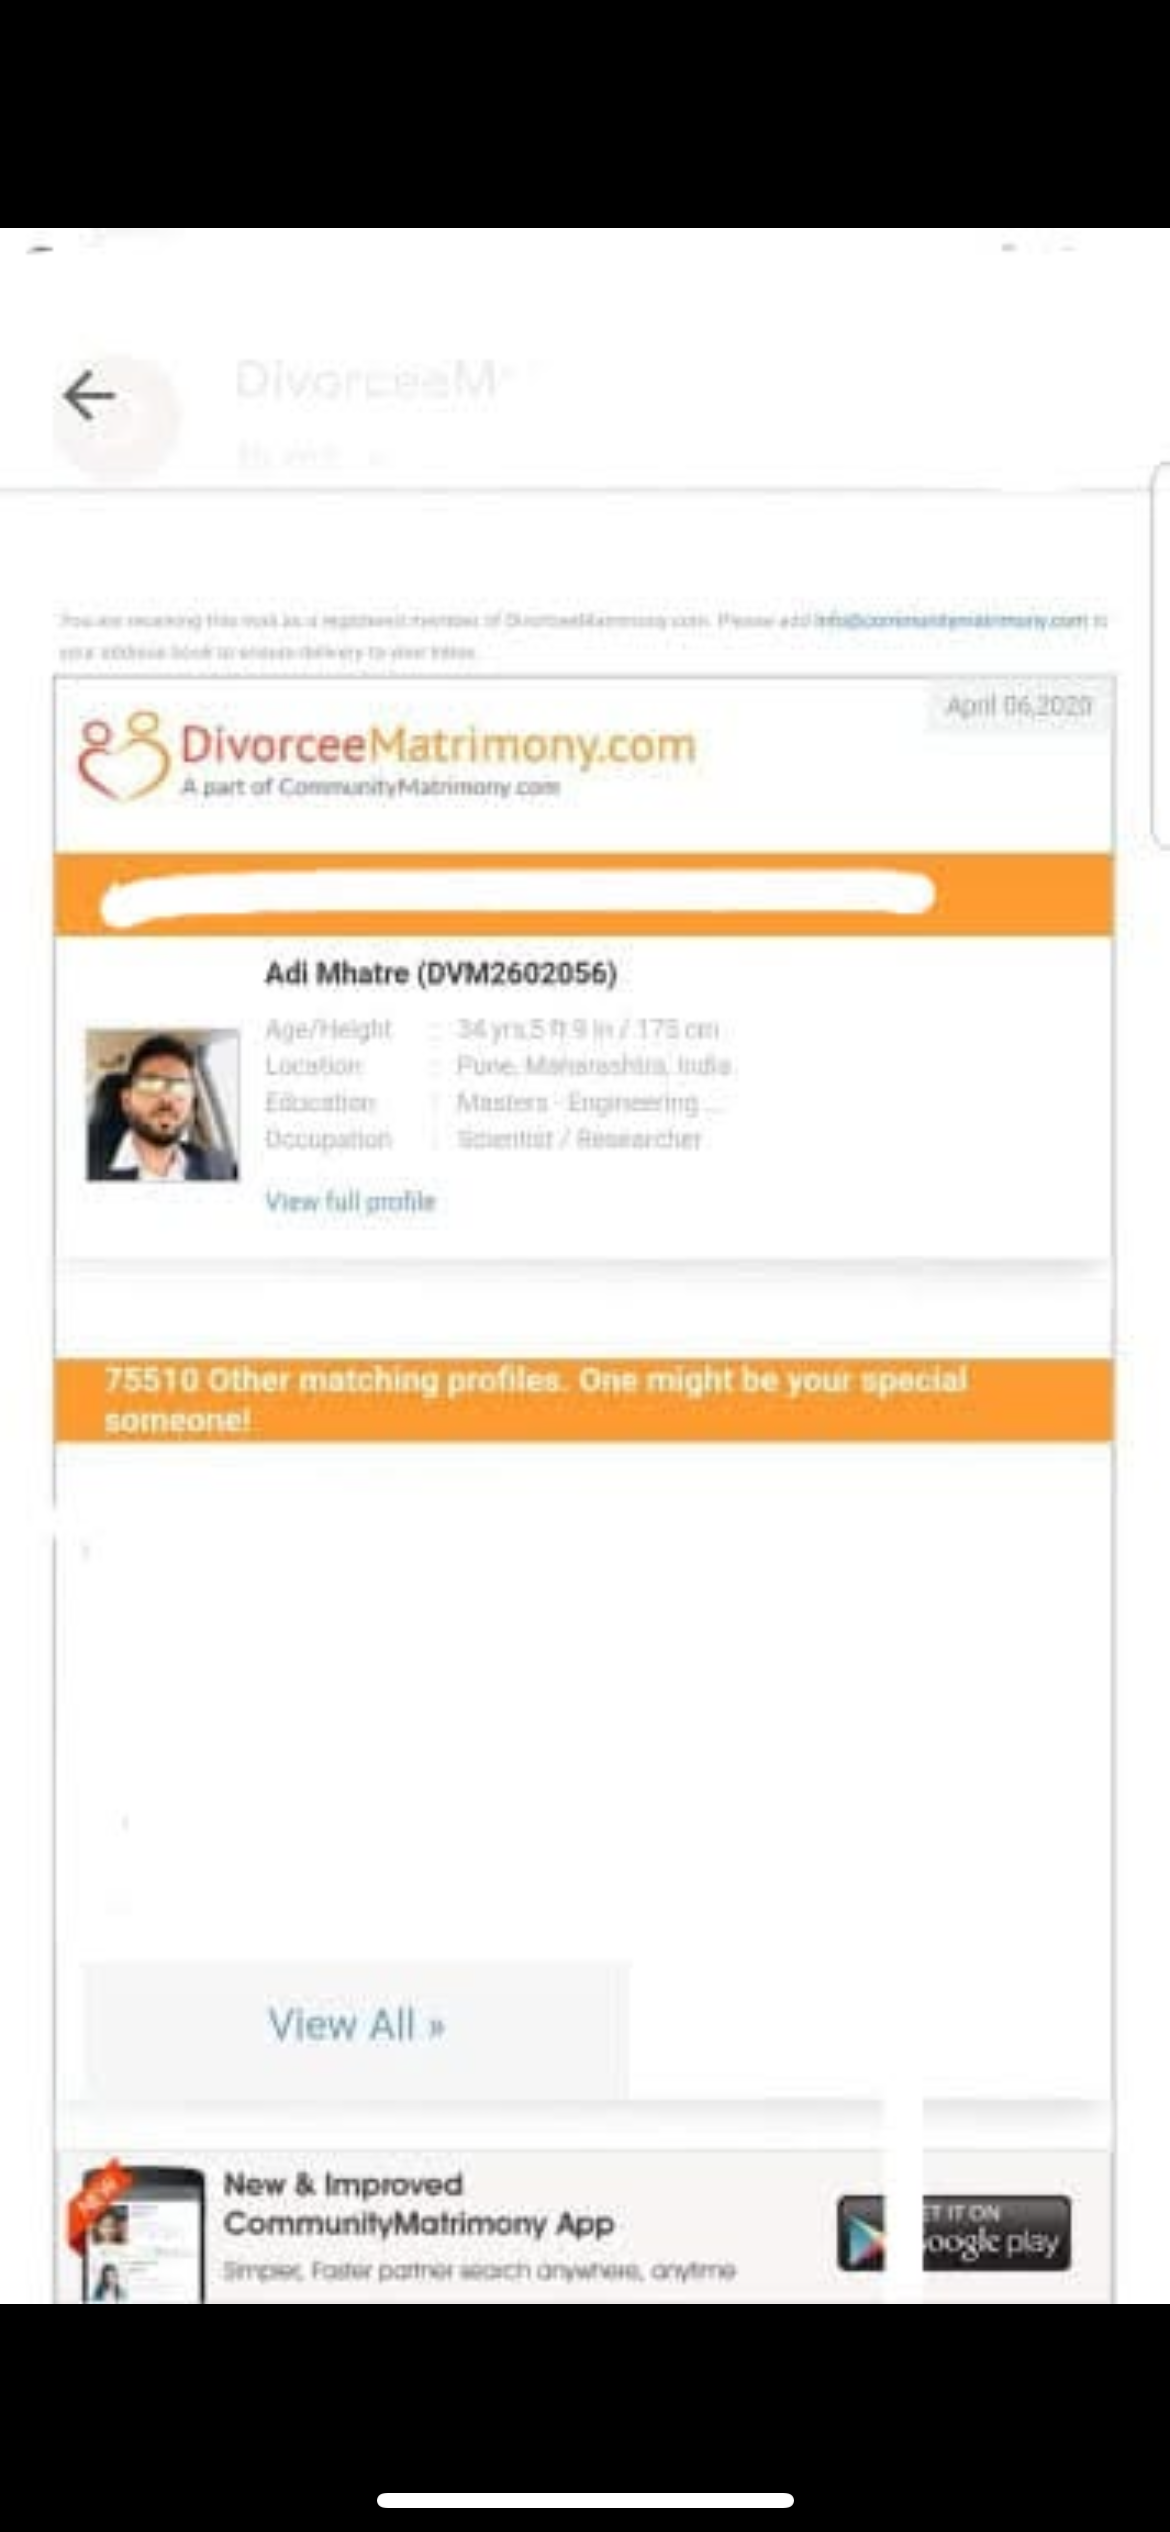 DivorceeM
You are receiving this mail as a registered member of DivorceeMatrimony.com. Please add info@communitymatrimony.com to
your address book to ensure delivery to your inbox.
April 06,2020
DivorceeMatrimony.com
A part of CommunityMatrimony.com
Adi Mhatre (DVM2602056)
Age/Height : 34 yrs,5 ft 9 in / 175 cm
Location : Pune, Maharashtra, India
Education : Masters - Engineering ...
Occupation : Scientist / Researcher
View full profile
75510 Other matching profiles. One might be your special
someone!
View All »
NEW
New & Improved
CommunityMatrimony App
Simpler, Faster partner search anywhere, anytime
ET IT ON
oogle play